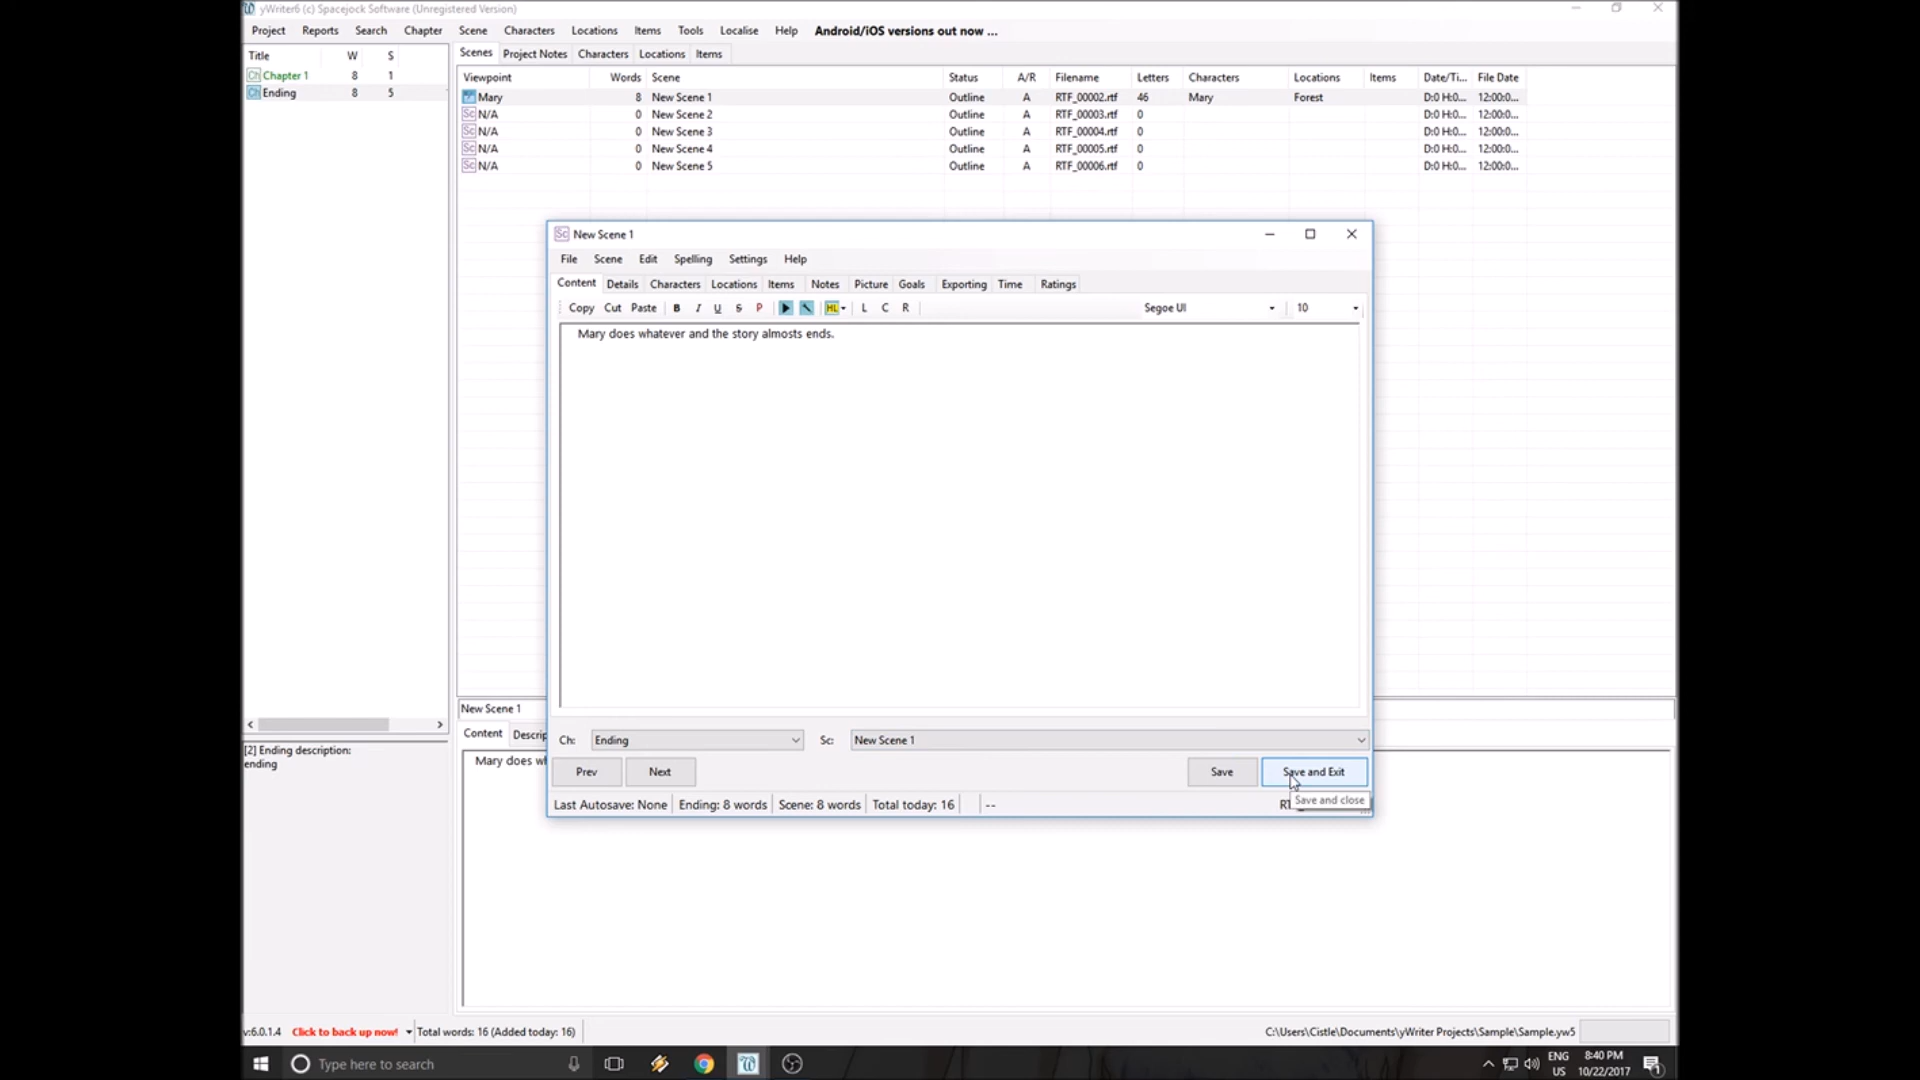 yWriter6 (c) Spacejock Software (Unregistered Version)
Project Reports Search Chapter Scene Characters Locations Items Tools Localise Help Android/iOS versions out now ...
Title W S
Ch Chapter 1 8 1
Ch Ending 8 5
Scenes Project Notes Characters Locations Items
Viewpoint Words Scene Status A/R Filename Letters Characters Locations Items Date/Ti... File Date
Mary 8 New Scene 1 Outline A RTF_00002.rtf 46 Mary Forest D:0 H:0... 12:00:0...
Sc N/A 0 New Scene 2 Outline A RTF_00003.rtf 0 D:0 H:0... 12:00:0...
Sc N/A 0 New Scene 3 Outline A RTF_00004.rtf 0 D:0 H:0... 12:00:0...
Sc N/A 0 New Scene 4 Outline A RTF_00005.rtf 0 D:0 H:0... 12:00:0...
Sc N/A 0 New Scene 5 Outline A RTF_00006.rtf 0 D:0 H:0... 12:00:0...
Sc New Scene 1
File Scene Edit Spelling Settings Help
Content Details Characters Locations Items Notes Picture Goals Exporting Time Ratings
Copy Cut Paste B I U S P HL L C R Segoe UI 10
Mary does whatever and the story almosts ends.
Ch: Ending Sc: New Scene 1
Prev Next Save Save and Exit
Save and close
Last Autosave: None Ending: 8 words Scene: 8 words Total today: 16 --
New Scene 1
Content Descrip
Mary does wh
[2] Ending description:
ending
v:6.0.1.4 Click to back up now! Total words: 16 (Added today: 16) C:\Users\Cistle\Documents\yWriter Projects\Sample\Sample.yw5
Type here to search
ENG
US
8:40 PM
10/22/2017
1